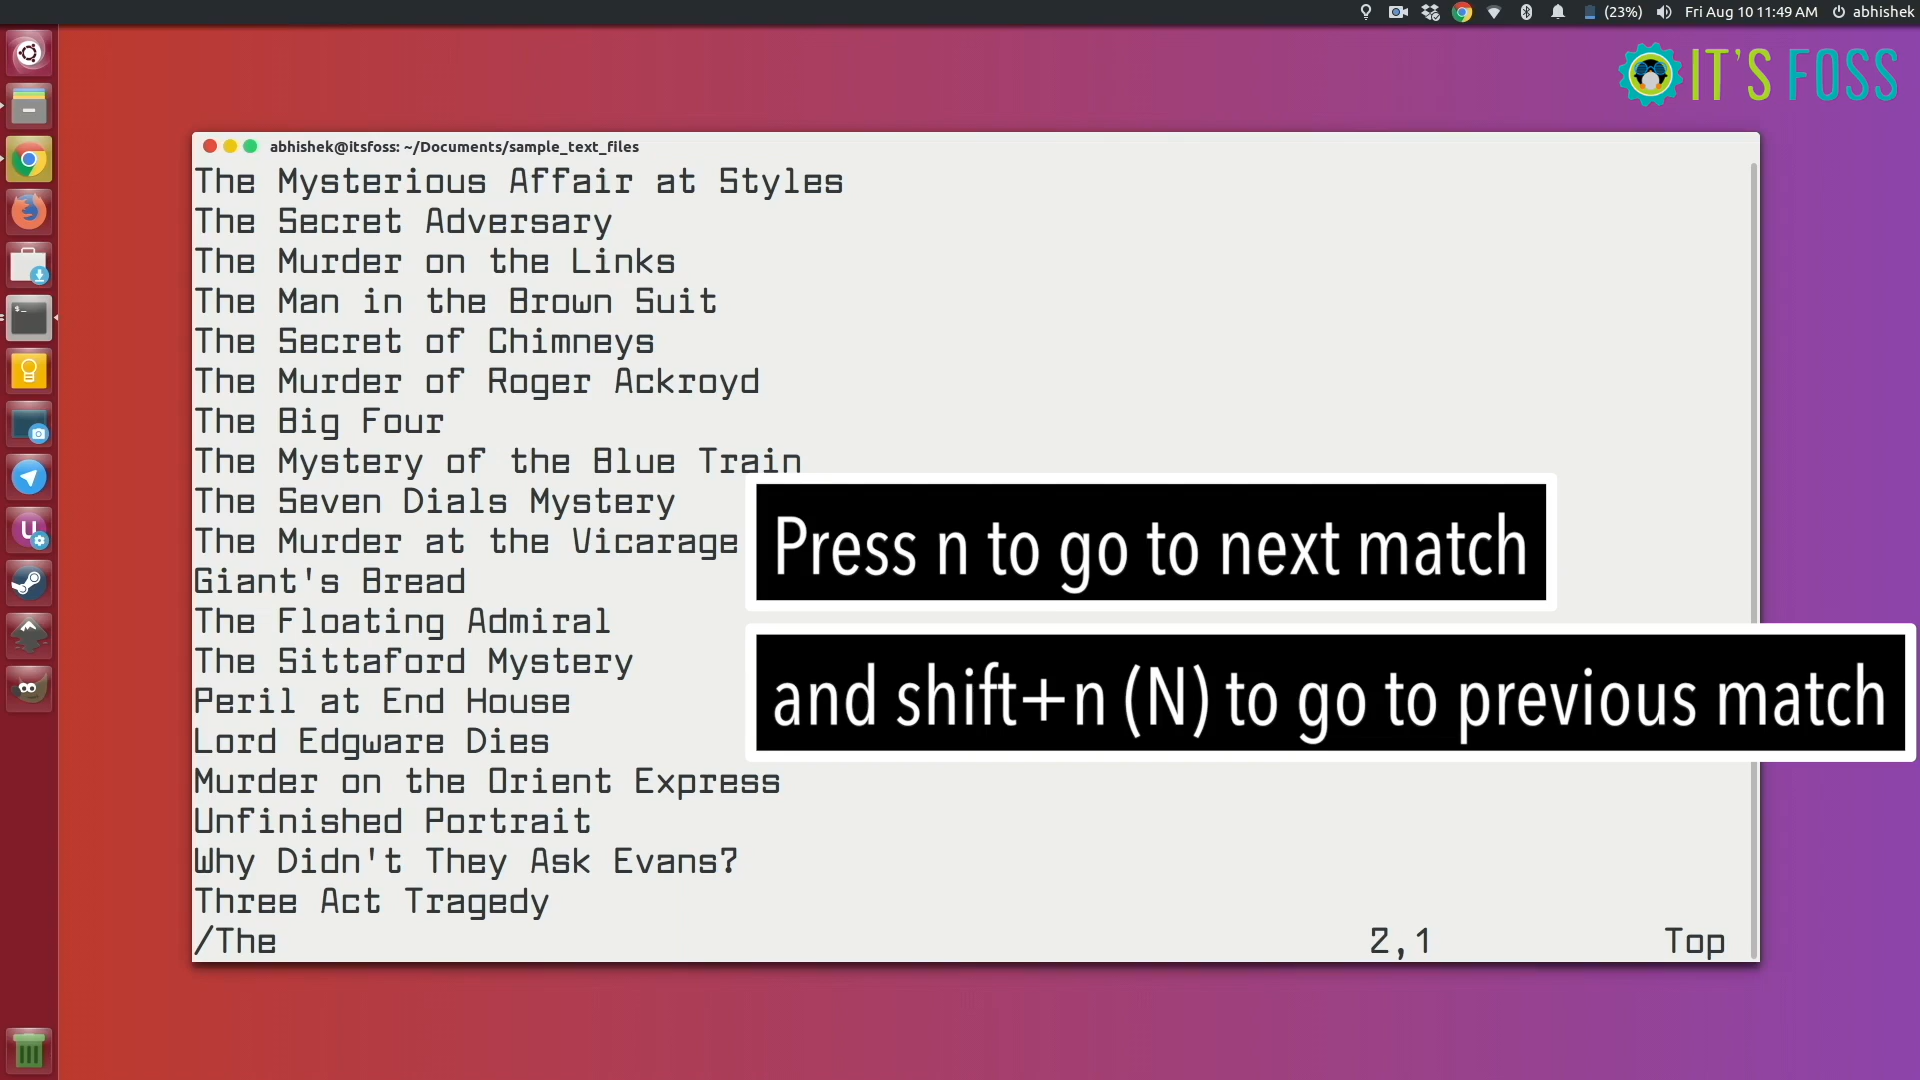 (23%) Fri Aug 10 11:49 AM abhishek
IT'S FOSS
abhishek@itsfoss: ~/Documents/sample_text_files
The Mysterious Affair at Styles
The Secret Adversary
The Murder on the Links
The Man in the Brown Suit
The Secret of Chimneys
The Murder of Roger Ackroyd
The Big Four
The Mystery of the Blue Train
The Seven Dials Mystery
The Murder at the Vicarage
Giant's Bread
The Floating Admiral
The Sittaford Mystery
Peril at End House
Lord Edgware Dies
Murder on the Orient Express
Unfinished Portrait
Why Didn't They Ask Evans?
Three Act Tragedy
/The 2,1 Top
Press n to go to next match
and shift+n (N) to go to previous match